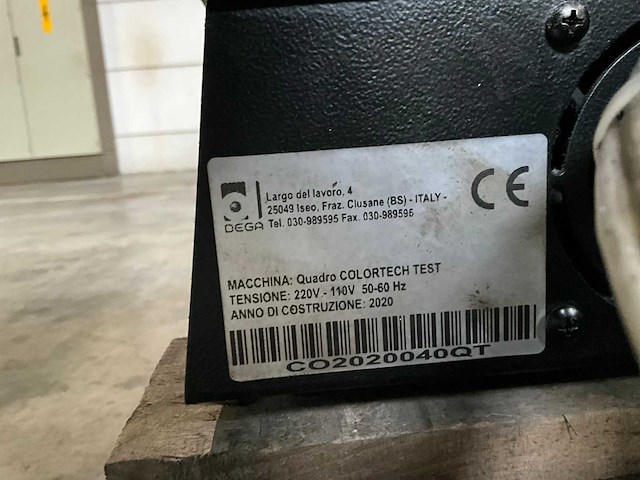 DEGA
Largo del lavoro, 4
25049 Iseo, Fraz. Clusane (BS) - ITALY -
Tel. 030-989595 Fax. 030-989595
CE
MACCHINA: Quadro COLORTECH TEST
TENSIONE: 220V - 110V 50-60 Hz
ANNO DI COSTRUZIONE: 2020
CO2020040QT